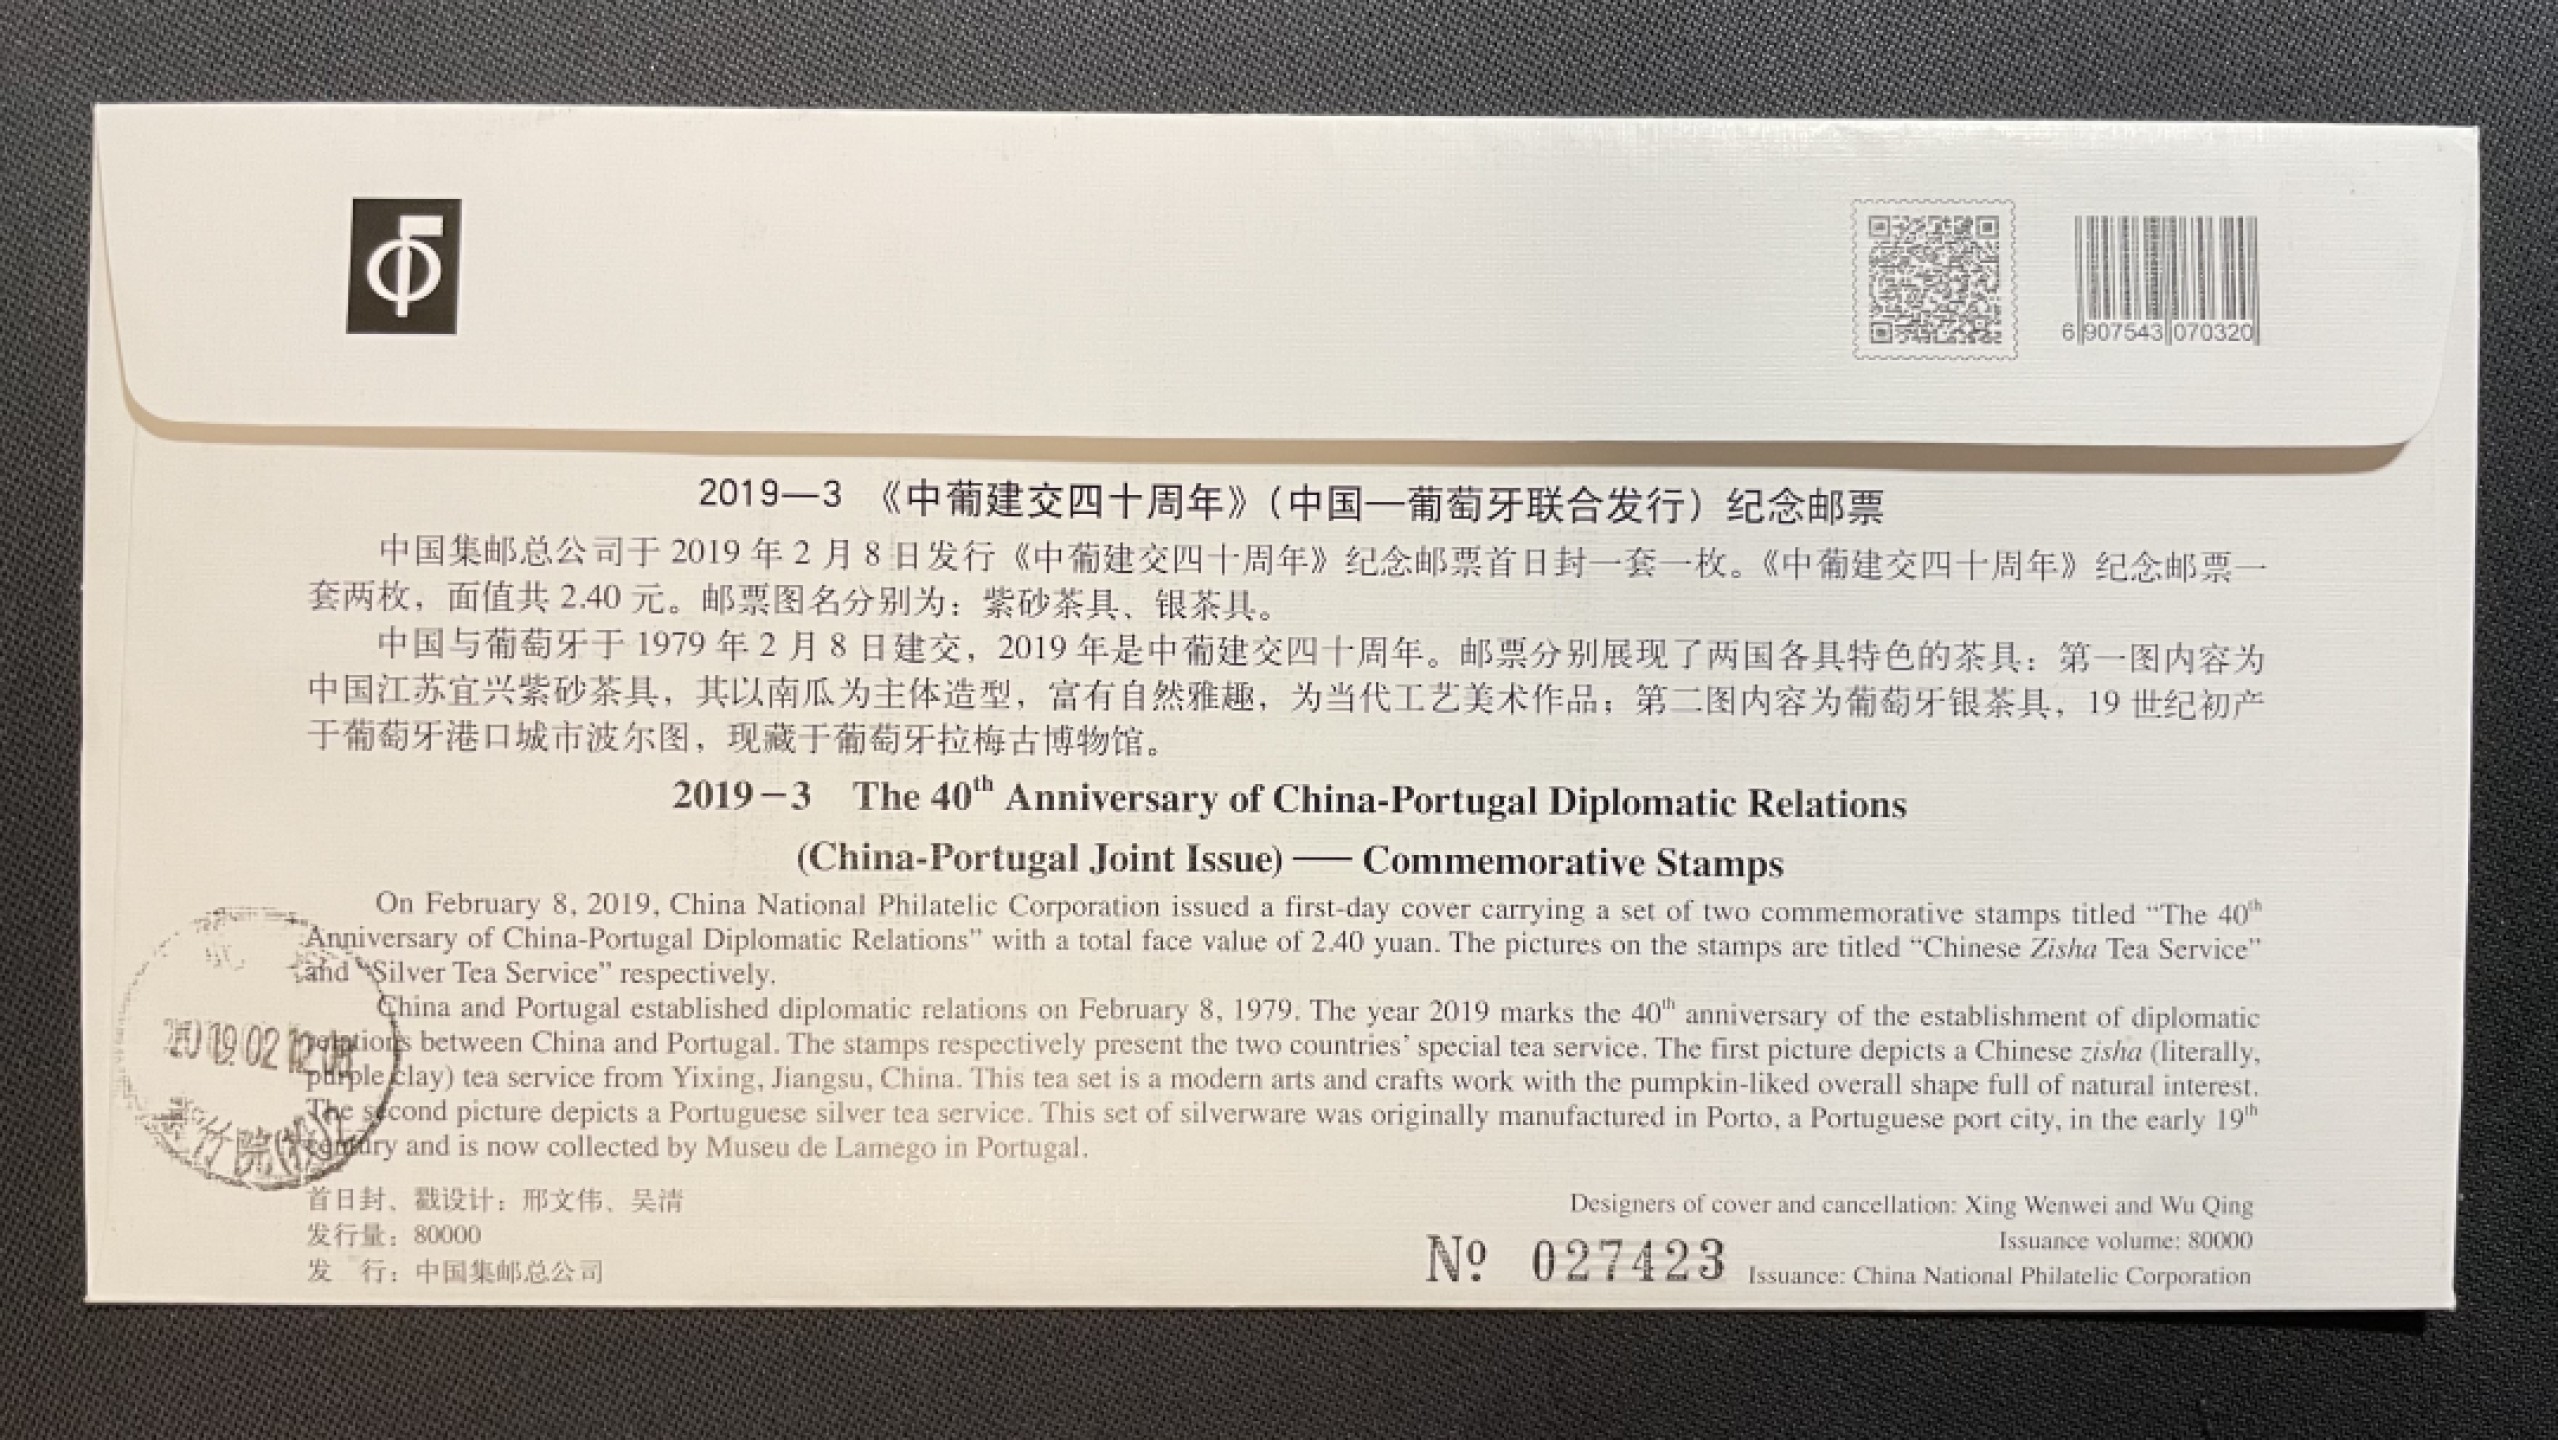 6 907543 070320
2019—3 《中葡建交四十周年》（中国—葡萄牙联合发行）纪念邮票
中国集邮总公司于 2019 年 2 月 8 日发行《中葡建交四十周年》纪念邮票首日封一套一枚。《中葡建交四十周年》纪念邮票一
套两枚，面值共 2.40 元。邮票图名分别为：紫砂茶具、银茶具。
中国与葡萄牙于 1979 年 2 月 8 日建交，2019 年是中葡建交四十周年。邮票分别展现了两国各具特色的茶具：第一图内容为
中国江苏宜兴紫砂茶具，其以南瓜为主体造型，富有自然雅趣，为当代工艺美术作品；第二图内容为葡萄牙银茶具，19 世纪初产
于葡萄牙港口城市波尔图，现藏于葡萄牙拉梅古博物馆。
2019－3 The 40th Anniversary of China-Portugal Diplomatic Relations
(China-Portugal Joint Issue) —— Commemorative Stamps
On February 8, 2019, China National Philatelic Corporation issued a first-day cover carrying a set of two commemorative stamps titled “The 40th
Anniversary of China-Portugal Diplomatic Relations” with a total face value of 2.40 yuan. The pictures on the stamps are titled “Chinese Zisha Tea Service”
and “Silver Tea Service” respectively.
China and Portugal established diplomatic relations on February 8, 1979. The year 2019 marks the 40th anniversary of the establishment of diplomatic
relations between China and Portugal. The stamps respectively present the two countries’ special tea service. The first picture depicts a Chinese zisha (literally,
purple clay) tea service from Yixing, Jiangsu, China. This tea set is a modern arts and crafts work with the pumpkin-liked overall shape full of natural interest.
The second picture depicts a Portuguese silver tea service. This set of silverware was originally manufactured in Porto, a Portuguese port city, in the early 19th
century and is now collected by Museu de Lamego in Portugal.
2019.02.12
首日封、戳设计：邢文伟、吴清
发行量：80000
发 行：中国集邮总公司
Designers of cover and cancellation: Xing Wenwei and Wu Qing
Issuance volume: 80000
Nº 027423
Issuance: China National Philatelic Corporation